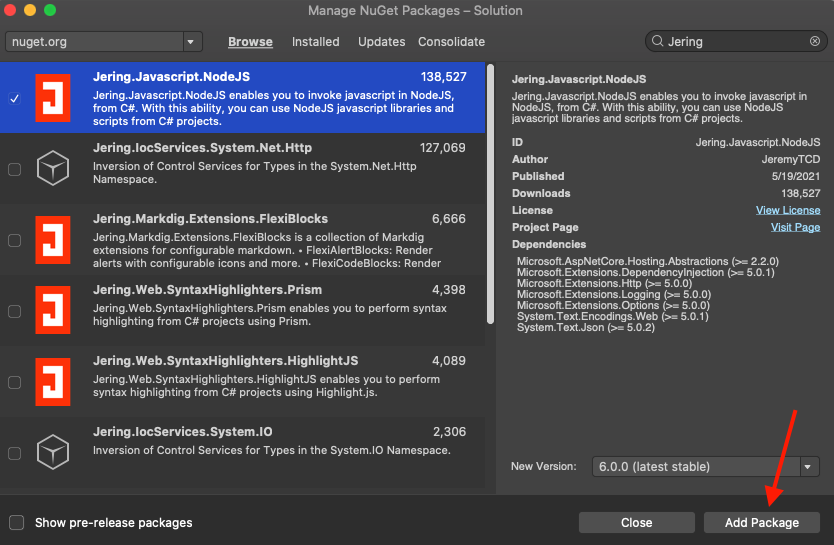 Manage NuGet Packages – Solution
nuget.org
Browse
Installed
Updates
Consolidate
Jering
Jering.Javascript.NodeJS 138,527
Jering.Javascript.NodeJS enables you to invoke javascript in NodeJS,
from C#. With this ability, you can use NodeJS javascript libraries and
scripts from C# projects.
Jering.IocServices.System.Net.Http 127,069
Inversion of Control Services for Types in the System.Net.Http
Namespace.
Jering.Markdig.Extensions.FlexiBlocks 6,666
Jering.Markdig.Extensions.FlexiBlocks is a collection of Markdig
extensions for configurable markdown. • FlexiAlertBlocks: Render
alerts with configurable icons and more. • FlexiCodeBlocks: Render
Jering.Web.SyntaxHighlighters.Prism 4,398
Jering.Web.SyntaxHighlighters.Prism enables you to perform syntax
highlighting from C# projects using Prism.
Jering.Web.SyntaxHighlighters.HighlightJS 4,089
Jering.Web.SyntaxHighlighters.HighlightJS enables you to perform
syntax highlighting from C# projects using Highlight.js.
Jering.IocServices.System.IO 2,306
Inversion of Control Services for Types in the System.IO Namespace.
Jering.Javascript.NodeJS
Jering.Javascript.NodeJS enables you to invoke javascript in
NodeJS, from C#. With this ability, you can use NodeJS
javascript libraries and scripts from C# projects.
ID Jering.Javascript.NodeJS
Author JeremyTCD
Published 5/19/2021
Downloads 138,527
License View License
Project Page Visit Page
Dependencies
Microsoft.AspNetCore.Hosting.Abstractions (>= 2.2.0)
Microsoft.Extensions.DependencyInjection (>= 5.0.1)
Microsoft.Extensions.Http (>= 5.0.0)
Microsoft.Extensions.Logging (>= 5.0.0)
Microsoft.Extensions.Options (>= 5.0.0)
System.Text.Encodings.Web (>= 5.0.1)
System.Text.Json (>= 5.0.2)
New Version: 6.0.0 (latest stable)
Show pre-release packages
Close
Add Package